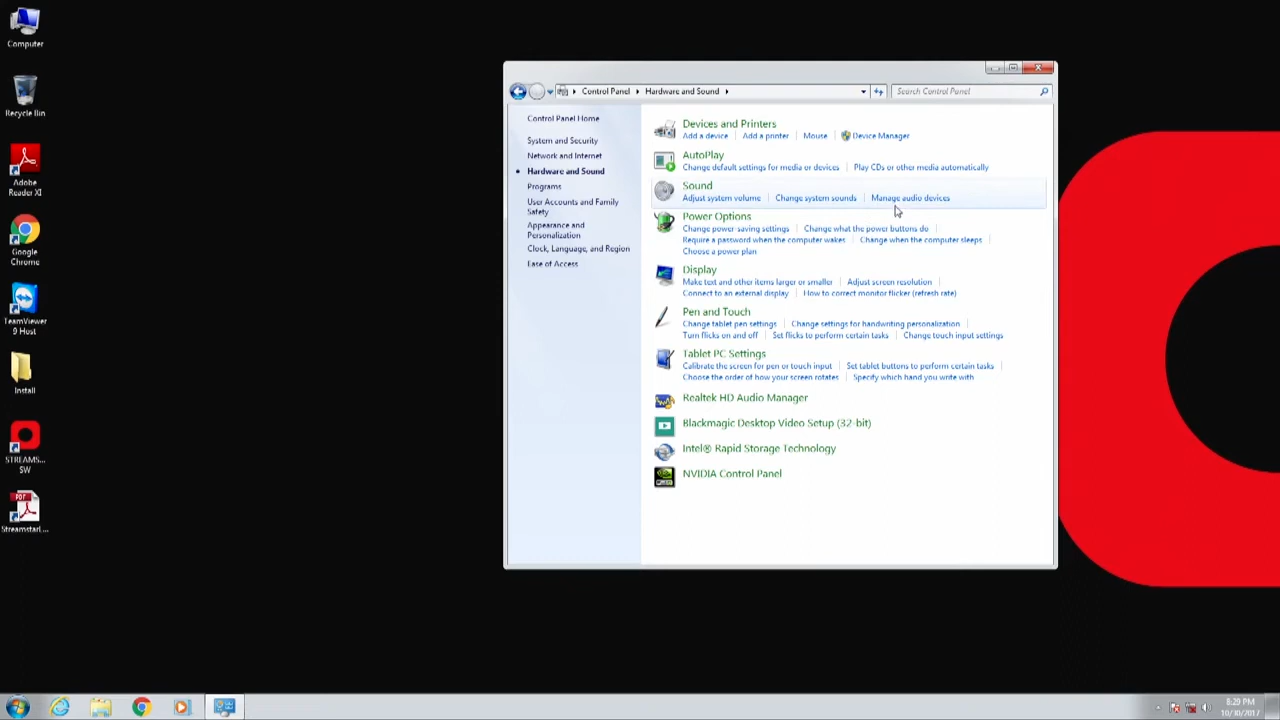 Computer
Recycle Bin
Adobe
Reader XI
Google
Chrome
TeamViewer
9 Host
Install
STREAMS...
SW
Streamstar...
Control Panel
Hardware and Sound
Search Control Panel
Control Panel Home
System and Security
Network and Internet
Hardware and Sound
Programs
User Accounts and Family
Safety
Appearance and
Personalization
Clock, Language, and Region
Ease of Access
Devices and Printers
Add a device Add a printer Mouse Device Manager
AutoPlay
Change default settings for media or devices Play CDs or other media automatically
Sound
Adjust system volume Change system sounds Manage audio devices
Power Options
Change power-saving settings Change what the power buttons do
Require a password when the computer wakes Change when the computer sleeps
Choose a power plan
Display
Make text and other items larger or smaller Adjust screen resolution
Connect to an external display How to correct monitor flicker (refresh rate)
Pen and Touch
Change tablet pen settings Change settings for handwriting personalization
Turn flicks on and off Set flicks to perform certain tasks Change touch input settings
Tablet PC Settings
Calibrate the screen for pen or touch input Set tablet buttons to perform certain tasks
Choose the order of how your screen rotates Specify which hand you write with
Realtek HD Audio Manager
Blackmagic Desktop Video Setup (32-bit)
Intel® Rapid Storage Technology
NVIDIA Control Panel
8:29 PM
10/30/2017